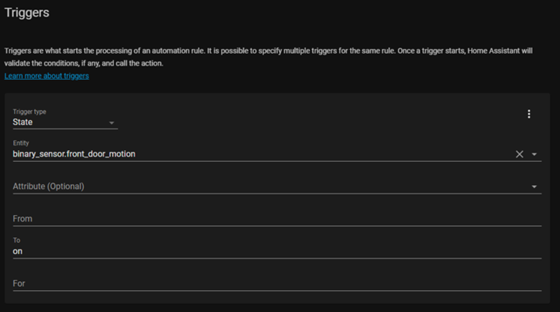 Triggers
Triggers are what starts the processing of an automation rule. It is possible to specify multiple triggers for the same rule. Once a trigger starts, Home Assistant will
validate the conditions, if any, and call the action.
Learn more about triggers
Trigger type
State
Entity
binary_sensor.front_door_motion
Attribute (Optional)
From
To
on
For